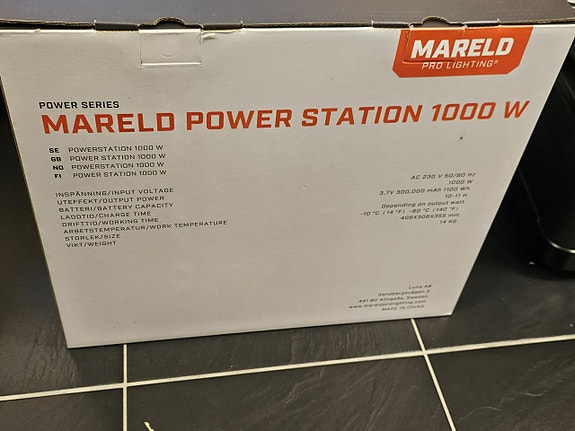 MARELD
PRO LIGHTING®
POWER SERIES
MARELD POWER STATION 1000 W
SE POWERSTATION 1000 W
GB POWER STATION 1000 W
NO POWERSTATION 1000 W
FI POWER STATION 1000 W
INSPÄNNING/INPUT VOLTAGE AC 230 V 50/60 Hz
UTEFFEKT/OUTPUT POWER 1000 W
BATTERI/BATTERY CAPACITY 3,7V 300,000 mAh 1100 Wh
LADDTID/CHARGE TIME 10-11 H
DRIFTTID/WORKING TIME Depending on output watt
ARBETSTEMPERATUR/WORK TEMPERATURE -10 °C (14 °F) -60 °C (140 °F)
STORLEK/SIZE 405X308X355 mm
VIKT/WEIGHT 14 KG
Luna AB
Sandbergsvägen 3
441 80 Alingsås, Sweden
www.mareldprolighting.com
MADE IN CHINA